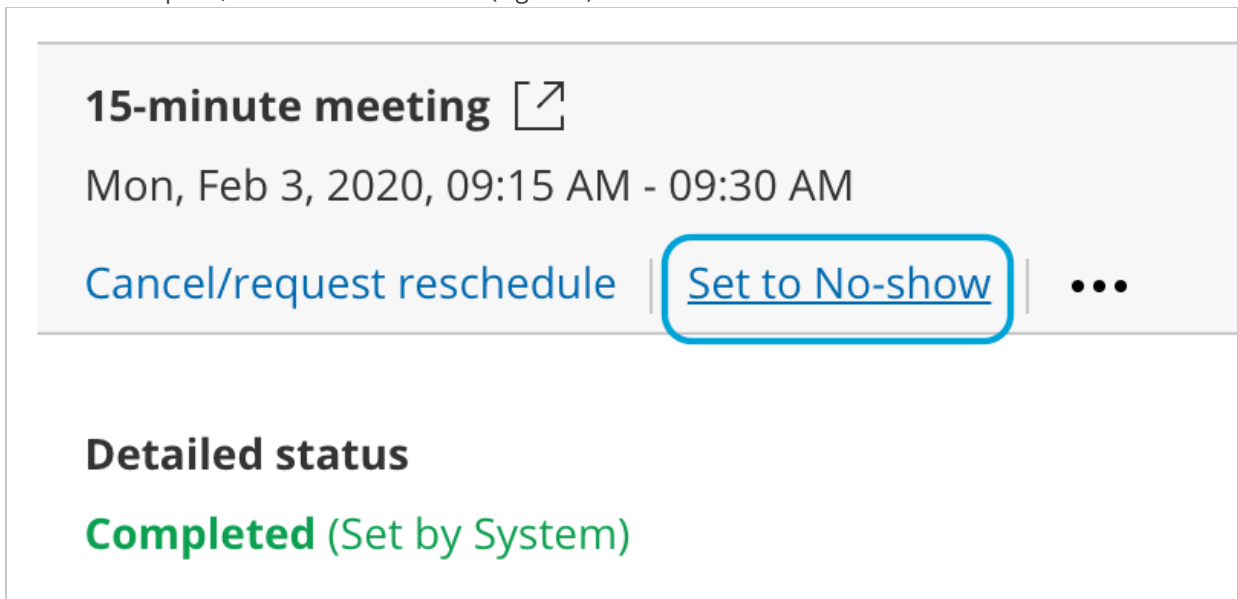 15-minute meeting
Mon, Feb 3, 2020, 09:15 AM - 09:30 AM
Cancel/request reschedule | Set to No-show | •••
Detailed status
Completed (Set by System)